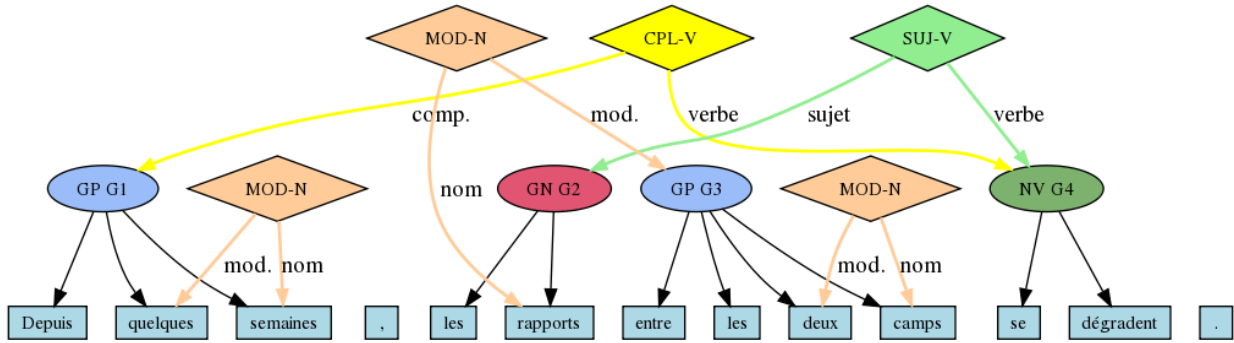 MOD-N CPL-V SUJ-V
comp. mod. verbe sujet verbe
GP G1 MOD-N nom GN G2 GP G3 MOD-N NV G4
mod. nom mod. nom
Depuis quelques semaines , les rapports entre les deux camps se dégradent .